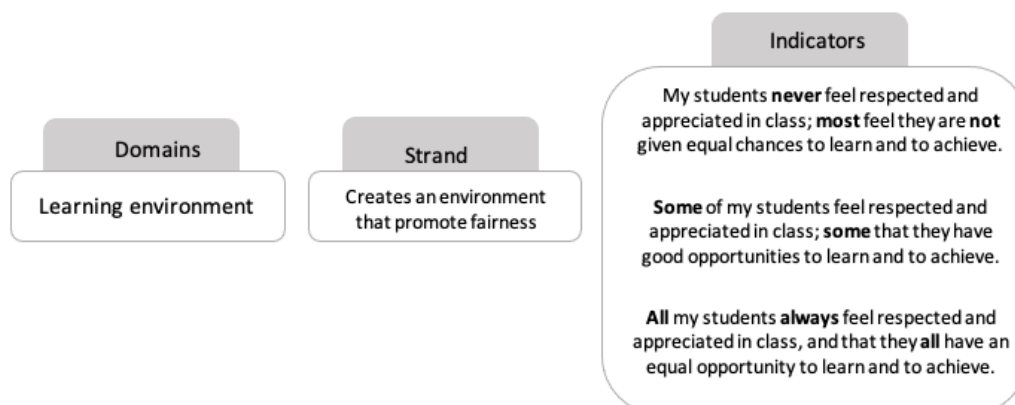 Domains
Learning environment
Strand
Creates an environment
that promote fairness
Indicators
My students never feel respected and
appreciated in class; most feel they are not
given equal chances to learn and to achieve.
Some of my students feel respected and
appreciated in class; some that they have
good opportunities to learn and to achieve.
All my students always feel respected and
appreciated in class, and that they all have an
equal opportunity to learn and to achieve.